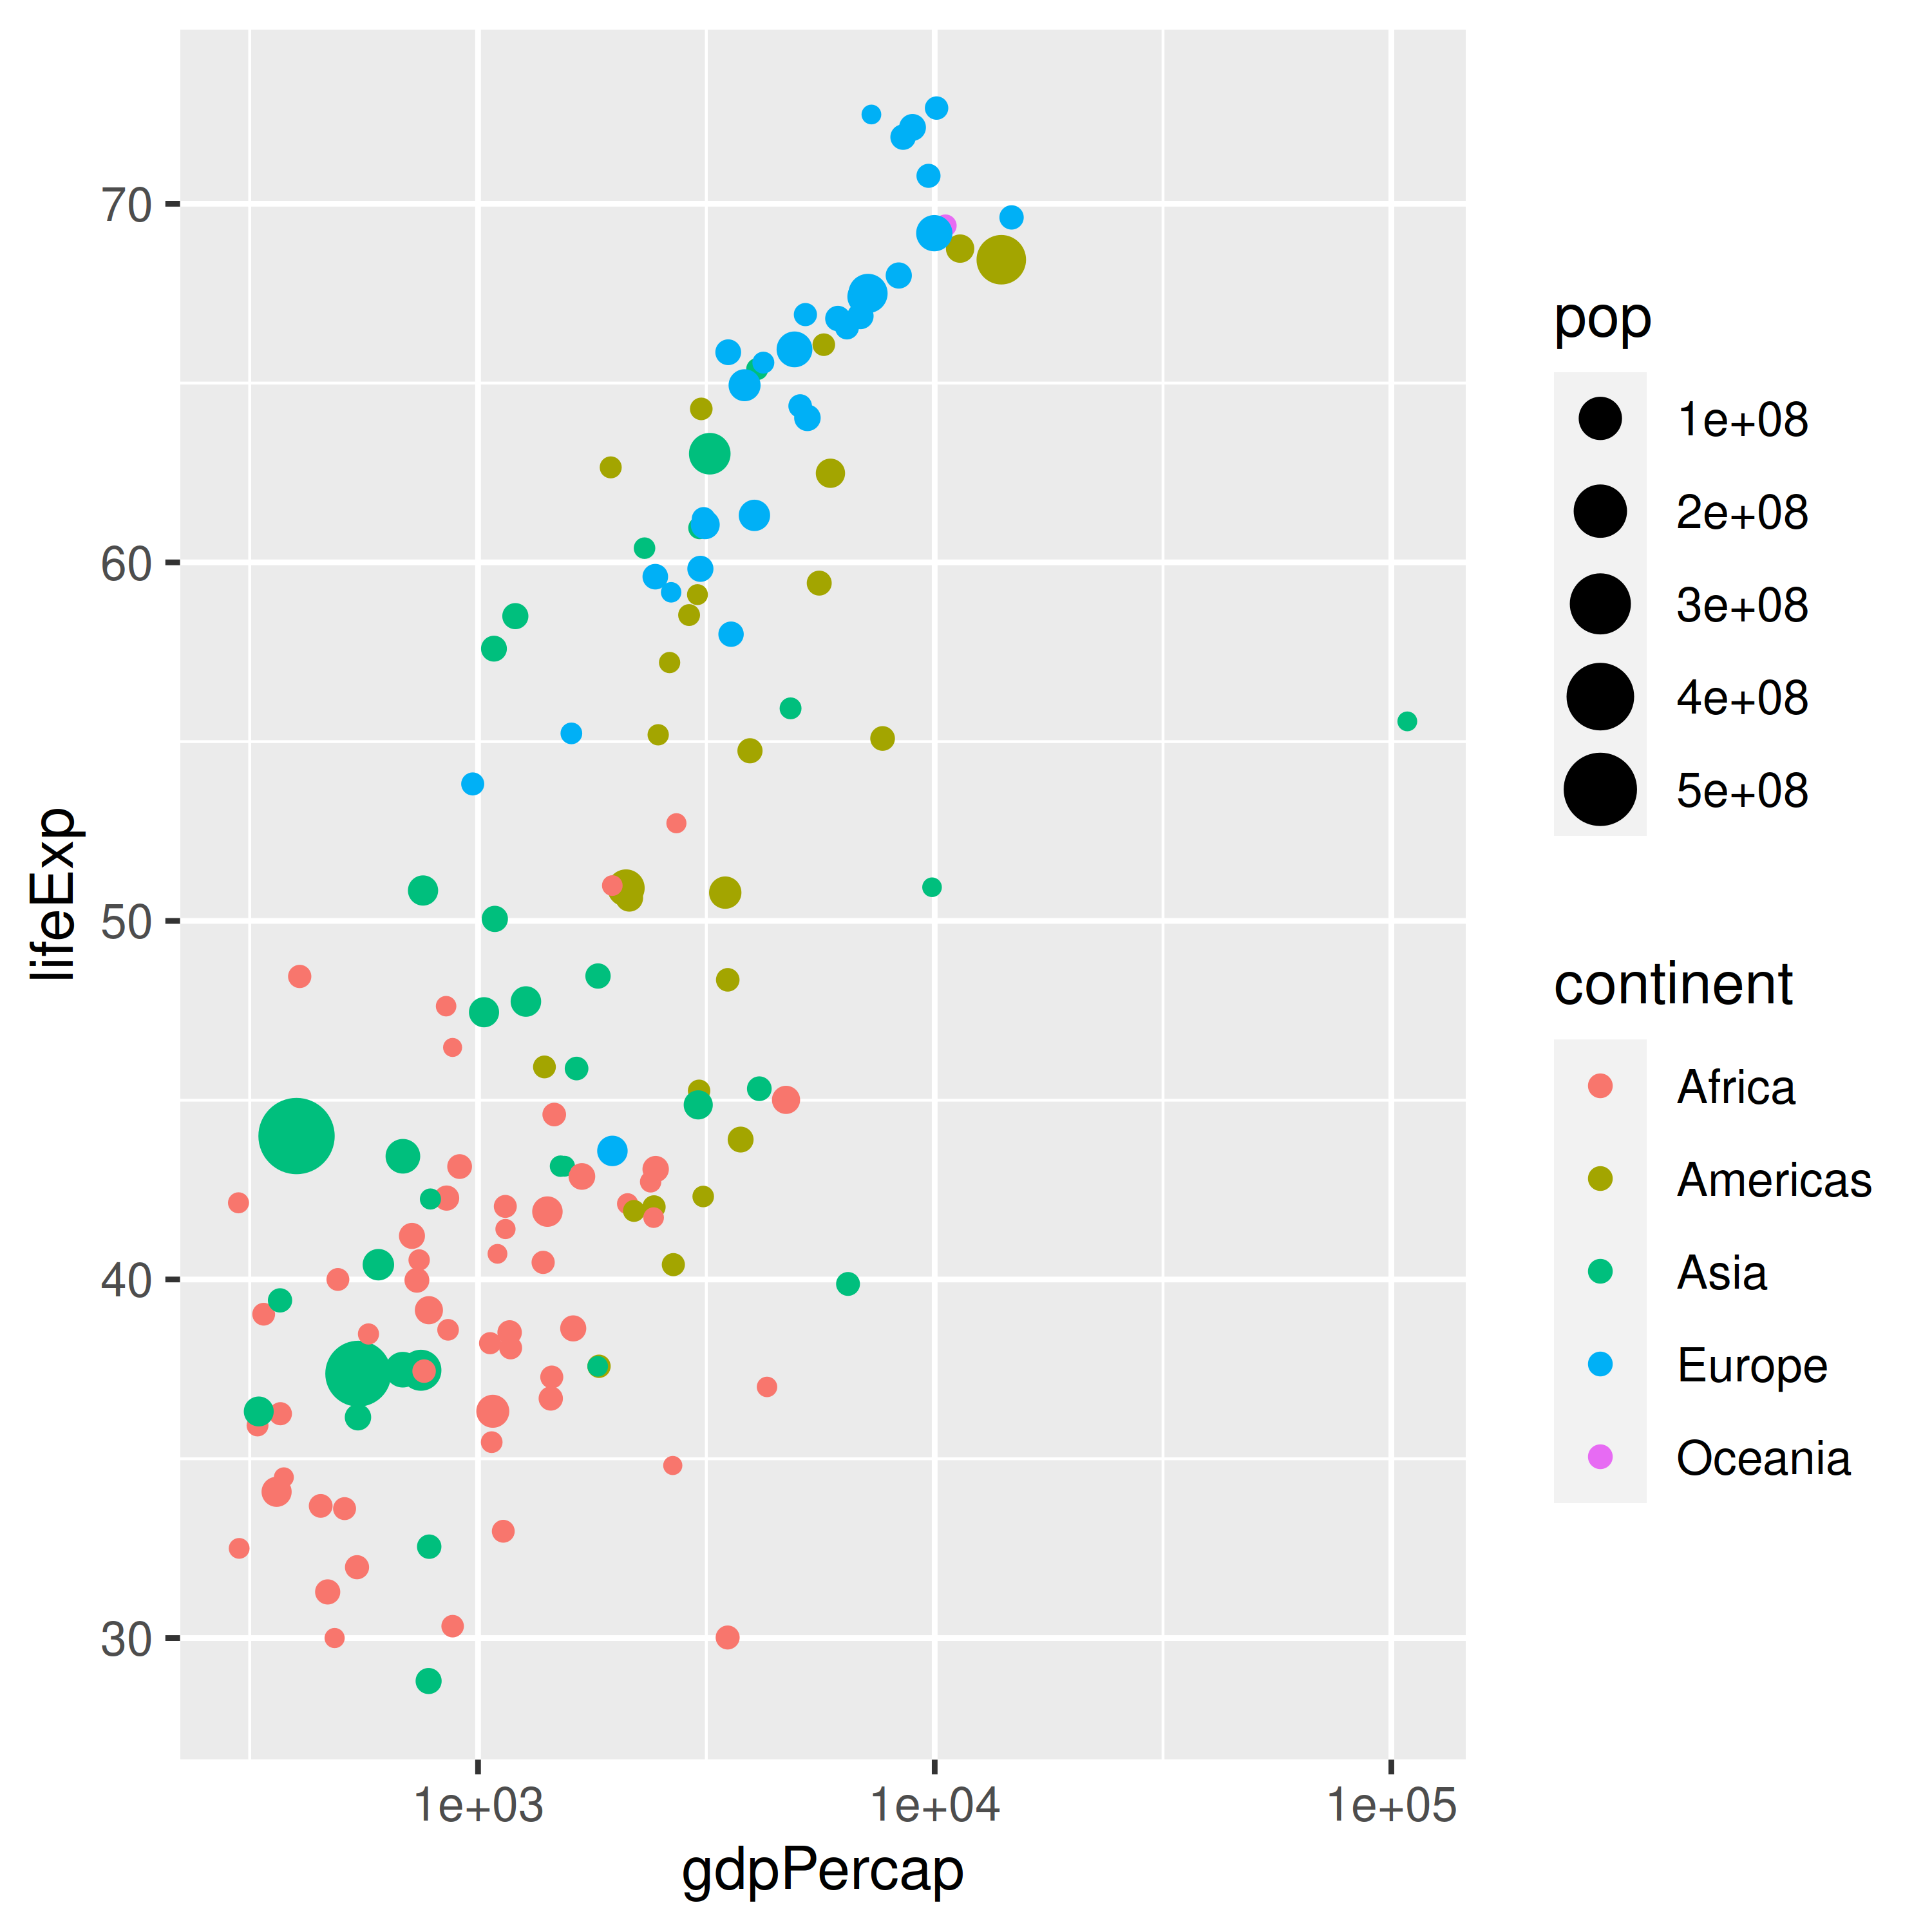 70
60
50
40
30
lifeExp
1e+03
1e+04
1e+05
gdpPercap
pop
1e+08
2e+08
3e+08
4e+08
5e+08
continent
Africa
Americas
Asia
Europe
Oceania